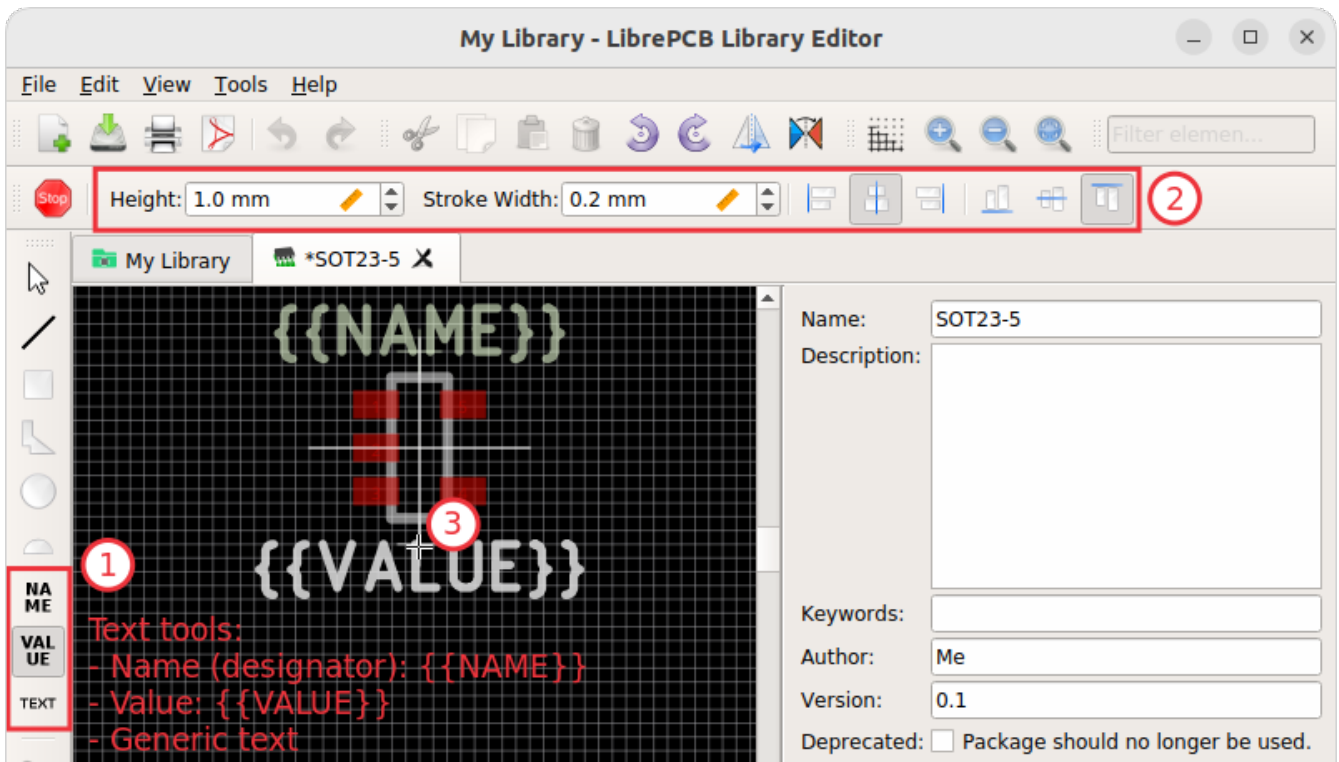 My Library - LibrePCB Library Editor
File Edit View Tools Help
Filter elemen...
Stop Height: 1.0 mm Stroke Width: 0.2 mm 2
My Library *SOT23-5
{{NAME}}
Name: SOT23-5
Description:
3
{{VALUE}}
1
NA
ME
VAL
UE
TEXT
Text tools:
- Name (designator): {{NAME}}
- Value: {{VALUE}}
- Generic text
Keywords:
Author: Me
Version: 0.1
Deprecated: Package should no longer be used.